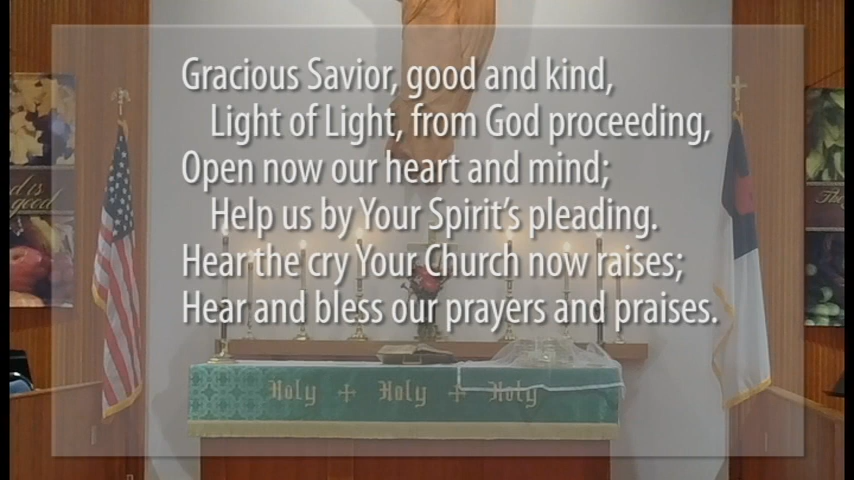 Gracious Savior, good and kind,
Light of Light, from God proceeding,
Open now our heart and mind;
Help us by Your Spirit's pleading.
Hear the cry Your Church now raises;
Hear and bless our prayers and praises.
Holy Holy Holy
d is
good